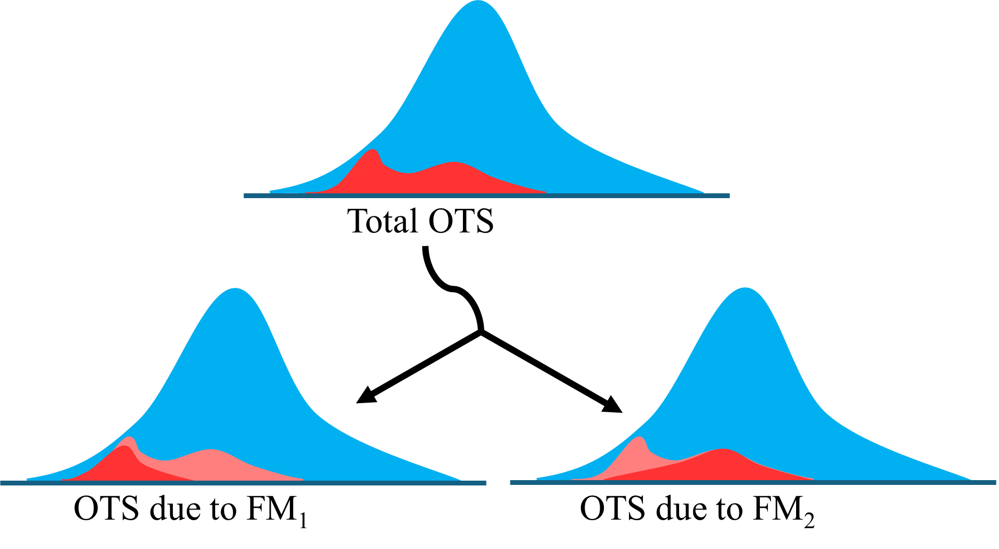 Total OTS
OTS due to FM₁
OTS due to FM₂